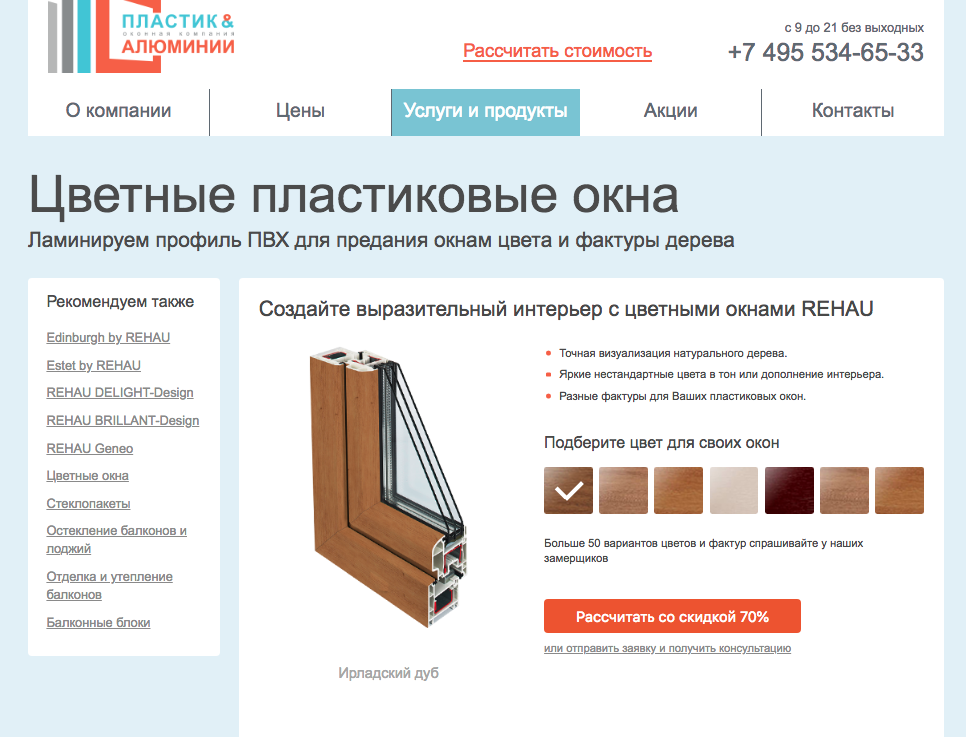 ПЛАСТИК &
оконная компания
АЛЮМИНИИ
Рассчитать стоимость
с 9 до 21 без выходных
+7 495 534-65-33
О компании
Цены
Услуги и продукты
Акции
Контакты
Цветные пластиковые окна
Ламинируем профиль ПВХ для предания окнам цвета и фактуры дерева
Рекомендуем также
Edinburgh by REHAU
Estet by REHAU
REHAU DELIGHT-Design
REHAU BRILLANT-Design
REHAU Geneo
Цветные окна
Стеклопакеты
Остекление балконов и
лоджий
Отделка и утепление
балконов
Балконные блоки
Создайте выразительный интерьер с цветными окнами REHAU
Точная визуализация натурального дерева.
Яркие нестандартные цвета в тон или дополнение интерьера.
Разные фактуры для Ваших пластиковых окон.
Подберите цвет для своих окон
Больше 50 вариантов цветов и фактур спрашивайте у наших
замерщиков
Рассчитать со скидкой 70%
или отправить заявку и получить консультацию
Ирладский дуб